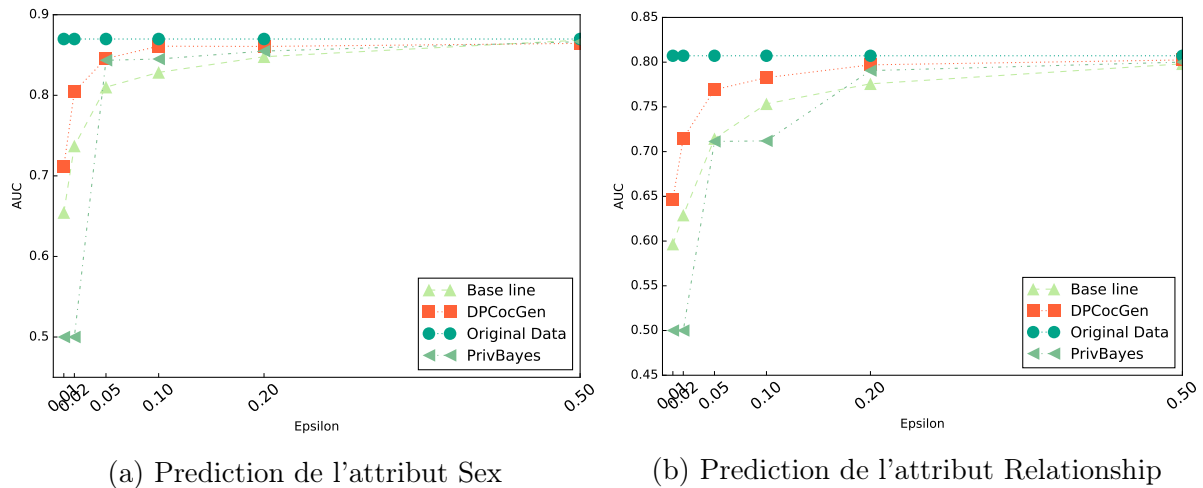 0.9
0.8
0.7
0.6
0.5
AUC
0.01
0.02
0.05
0.10
0.20
0.50
Epsilon
Base line
DPCocGen
Original Data
PrivBayes
(a) Prediction de l'attribut Sex
0.85
0.80
0.75
0.70
0.65
0.60
0.55
0.50
0.45
AUC
0.01
0.02
0.05
0.10
0.20
0.50
Epsilon
Base line
DPCocGen
Original Data
PrivBayes
(b) Prediction de l'attribut Relationship